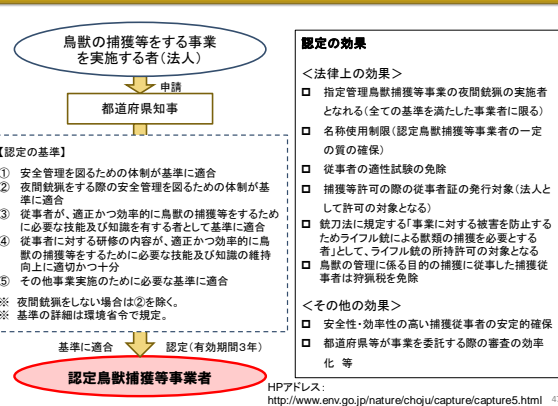 鳥獣の捕獲等をする事業
を実施する者(法人)
申請
都道府県知事
【認定の基準】
① 安全管理を図るための体制が基準に適合
② 夜間銃猟をする際の安全管理を図るための体制が基
準に適合
③ 従事者が、適正かつ効率的に鳥獣の捕獲等をするため
に必要な技能及び知識を有する者として基準に適合
④ 従事者に対する研修の内容が、適正かつ効率的に鳥
獣の捕獲等をするために必要な技能及び知識の維持
向上に適切かつ十分
⑤ その他事業実施のために必要な基準に適合
※ 夜間銃猟をしない場合は②を除く。
※ 基準の詳細は環境省令で規定。
基準に適合
認定(有効期間3年)
認定鳥獣捕獲等事業者
認定の効果
<法律上の効果>
□ 指定管理鳥獣捕獲等事業の夜間銃猟の実施者
となれる(全ての基準を満たした事業者に限る)
□ 名称使用制限(認定鳥獣捕獲等事業者の一定
の質の確保)
□ 従事者の適性試験の免除
□ 捕獲等許可の際の従事者証の発行対象(法人と
して許可の対象となる)
□ 銃刀法に規定する「事業に対する被害を防止する
ためライフル銃による獣類の捕獲を必要とする
者」として、ライフル銃の所持許可の対象となる
□ 鳥獣の管理に係る目的の捕獲に従事した捕獲従
事者は狩猟税を免除
<その他の効果>
□ 安全性・効率性の高い捕獲従事者の安定的確保
□ 都道府県等が事業を委託する際の審査の効率
化 等
HPアドレス:
http://www.env.go.jp/nature/choju/capture/capture5.html